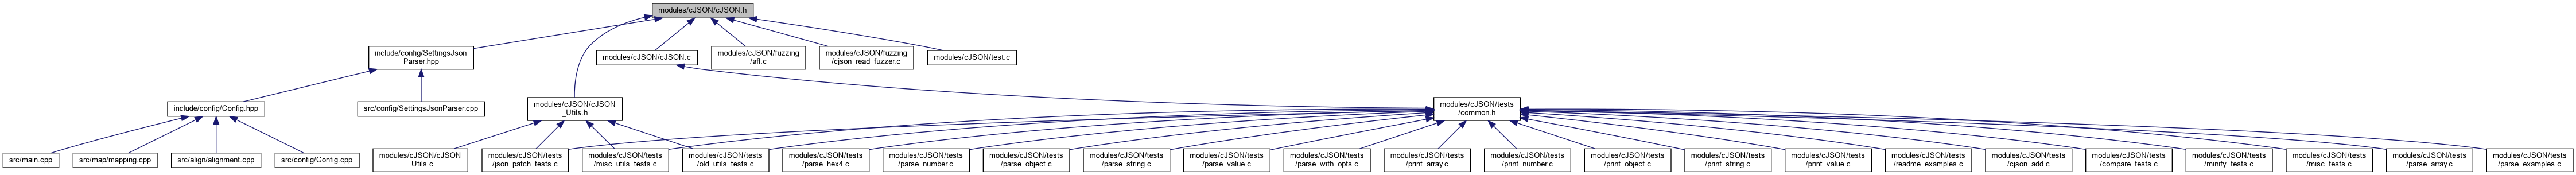 modules/cJSON/cJSON.h
include/config/SettingsJson
Parser.hpp
modules/cJSON/cJSON.c
modules/cJSON/fuzzing
/afl.c
modules/cJSON/fuzzing
/cjson_read_fuzzer.c
modules/cJSON/test.c
include/config/Config.hpp
src/config/SettingsJsonParser.cpp
modules/cJSON/cJSON
_Utils.h
modules/cJSON/tests
/common.h
src/main.cpp
src/map/mapping.cpp
src/align/alignment.cpp
src/config/Config.cpp
modules/cJSON/cJSON
_Utils.c
modules/cJSON/tests
/json_patch_tests.c
modules/cJSON/tests
/misc_utils_tests.c
modules/cJSON/tests
/old_utils_tests.c
modules/cJSON/tests
/parse_hex4.c
modules/cJSON/tests
/parse_number.c
modules/cJSON/tests
/parse_object.c
modules/cJSON/tests
/parse_string.c
modules/cJSON/tests
/parse_value.c
modules/cJSON/tests
/parse_with_opts.c
modules/cJSON/tests
/print_array.c
modules/cJSON/tests
/print_number.c
modules/cJSON/tests
/print_object.c
modules/cJSON/tests
/print_string.c
modules/cJSON/tests
/print_value.c
modules/cJSON/tests
/readme_examples.c
modules/cJSON/tests
/cjson_add.c
modules/cJSON/tests
/compare_tests.c
modules/cJSON/tests
/minify_tests.c
modules/cJSON/tests
/misc_tests.c
modules/cJSON/tests
/parse_array.c
modules/cJSON/tests
/parse_examples.c